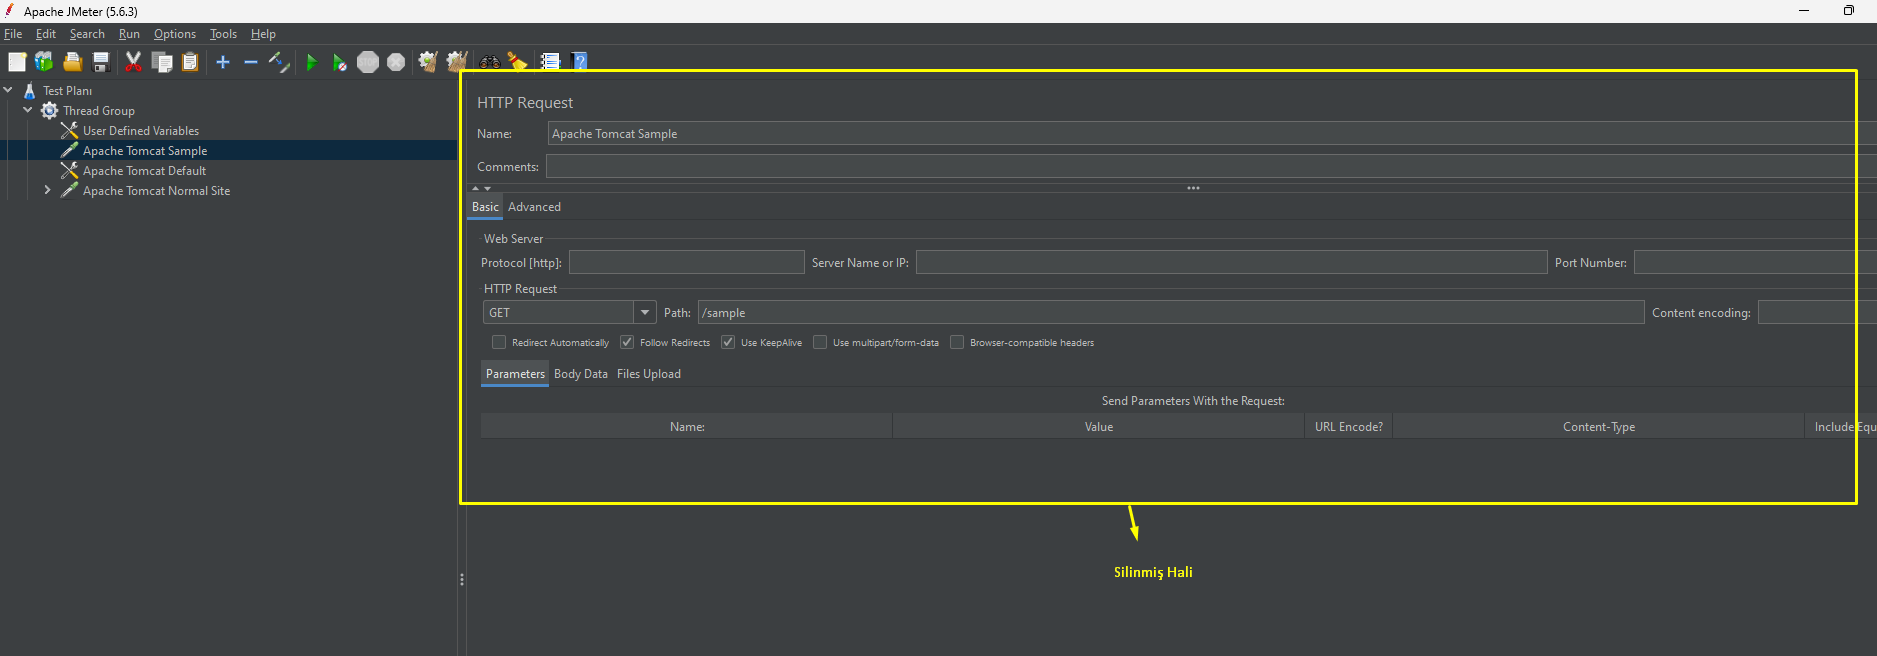 Apache JMeter (5.6.3)
File Edit Search Run Options Tools Help
STOP
Test Planı
Thread Group
User Defined Variables
Apache Tomcat Sample
Apache Tomcat Default
Apache Tomcat Normal Site
HTTP Request
Name: Apache Tomcat Sample
Comments:
Basic Advanced
Web Server
Protocol [http]: Server Name or IP: Port Number:
HTTP Request
GET Path: /sample Content encoding:
Redirect Automatically Follow Redirects Use KeepAlive Use multipart/form-data Browser-compatible headers
Parameters Body Data Files Upload
Send Parameters With the Request:
Name: Value URL Encode? Content-Type Include Equ
Silinmiş Hali